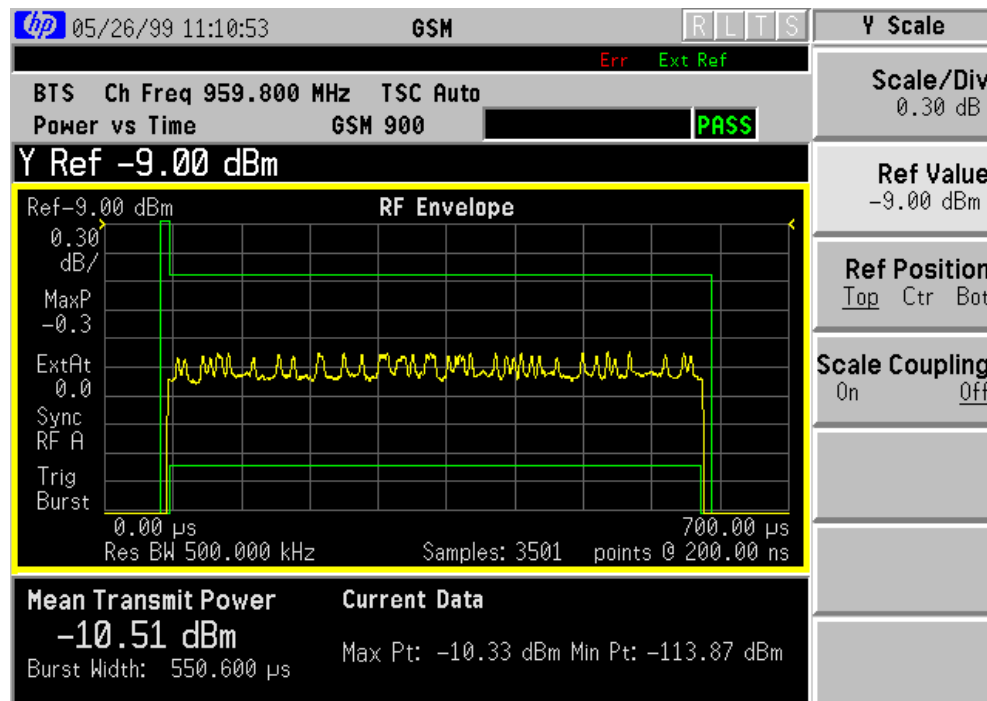 hp 05/26/99 11:10:53 GSM R L T S
Err Ext Ref
BTS Ch Freq 959.800 MHz TSC Auto
Power vs Time GSM 900 PASS
Y Ref -9.00 dBm
Ref-9.00 dBm RF Envelope
0.30
dB/
MaxP
-0.3
ExtAt
0.0
Sync
RF A
Trig
Burst
0.00 µs 700.00 µs
Res BW 500.000 kHz Samples: 3501 points @ 200.00 ns
Mean Transmit Power Current Data
-10.51 dBm
Max Pt: -10.33 dBm Min Pt: -113.87 dBm
Burst Width: 550.600 µs
Y Scale
Scale/Div
0.30 dB
Ref Value
-9.00 dBm
Ref Position
Top Ctr Bot
Scale Coupling
On Off